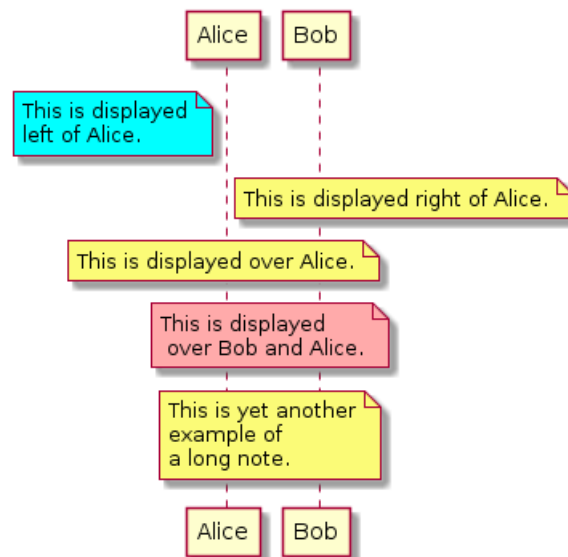 Alice Bob
This is displayed
left of Alice.
This is displayed right of Alice.
This is displayed over Alice.
This is displayed
over Bob and Alice.
This is yet another
example of
a long note.
Alice Bob